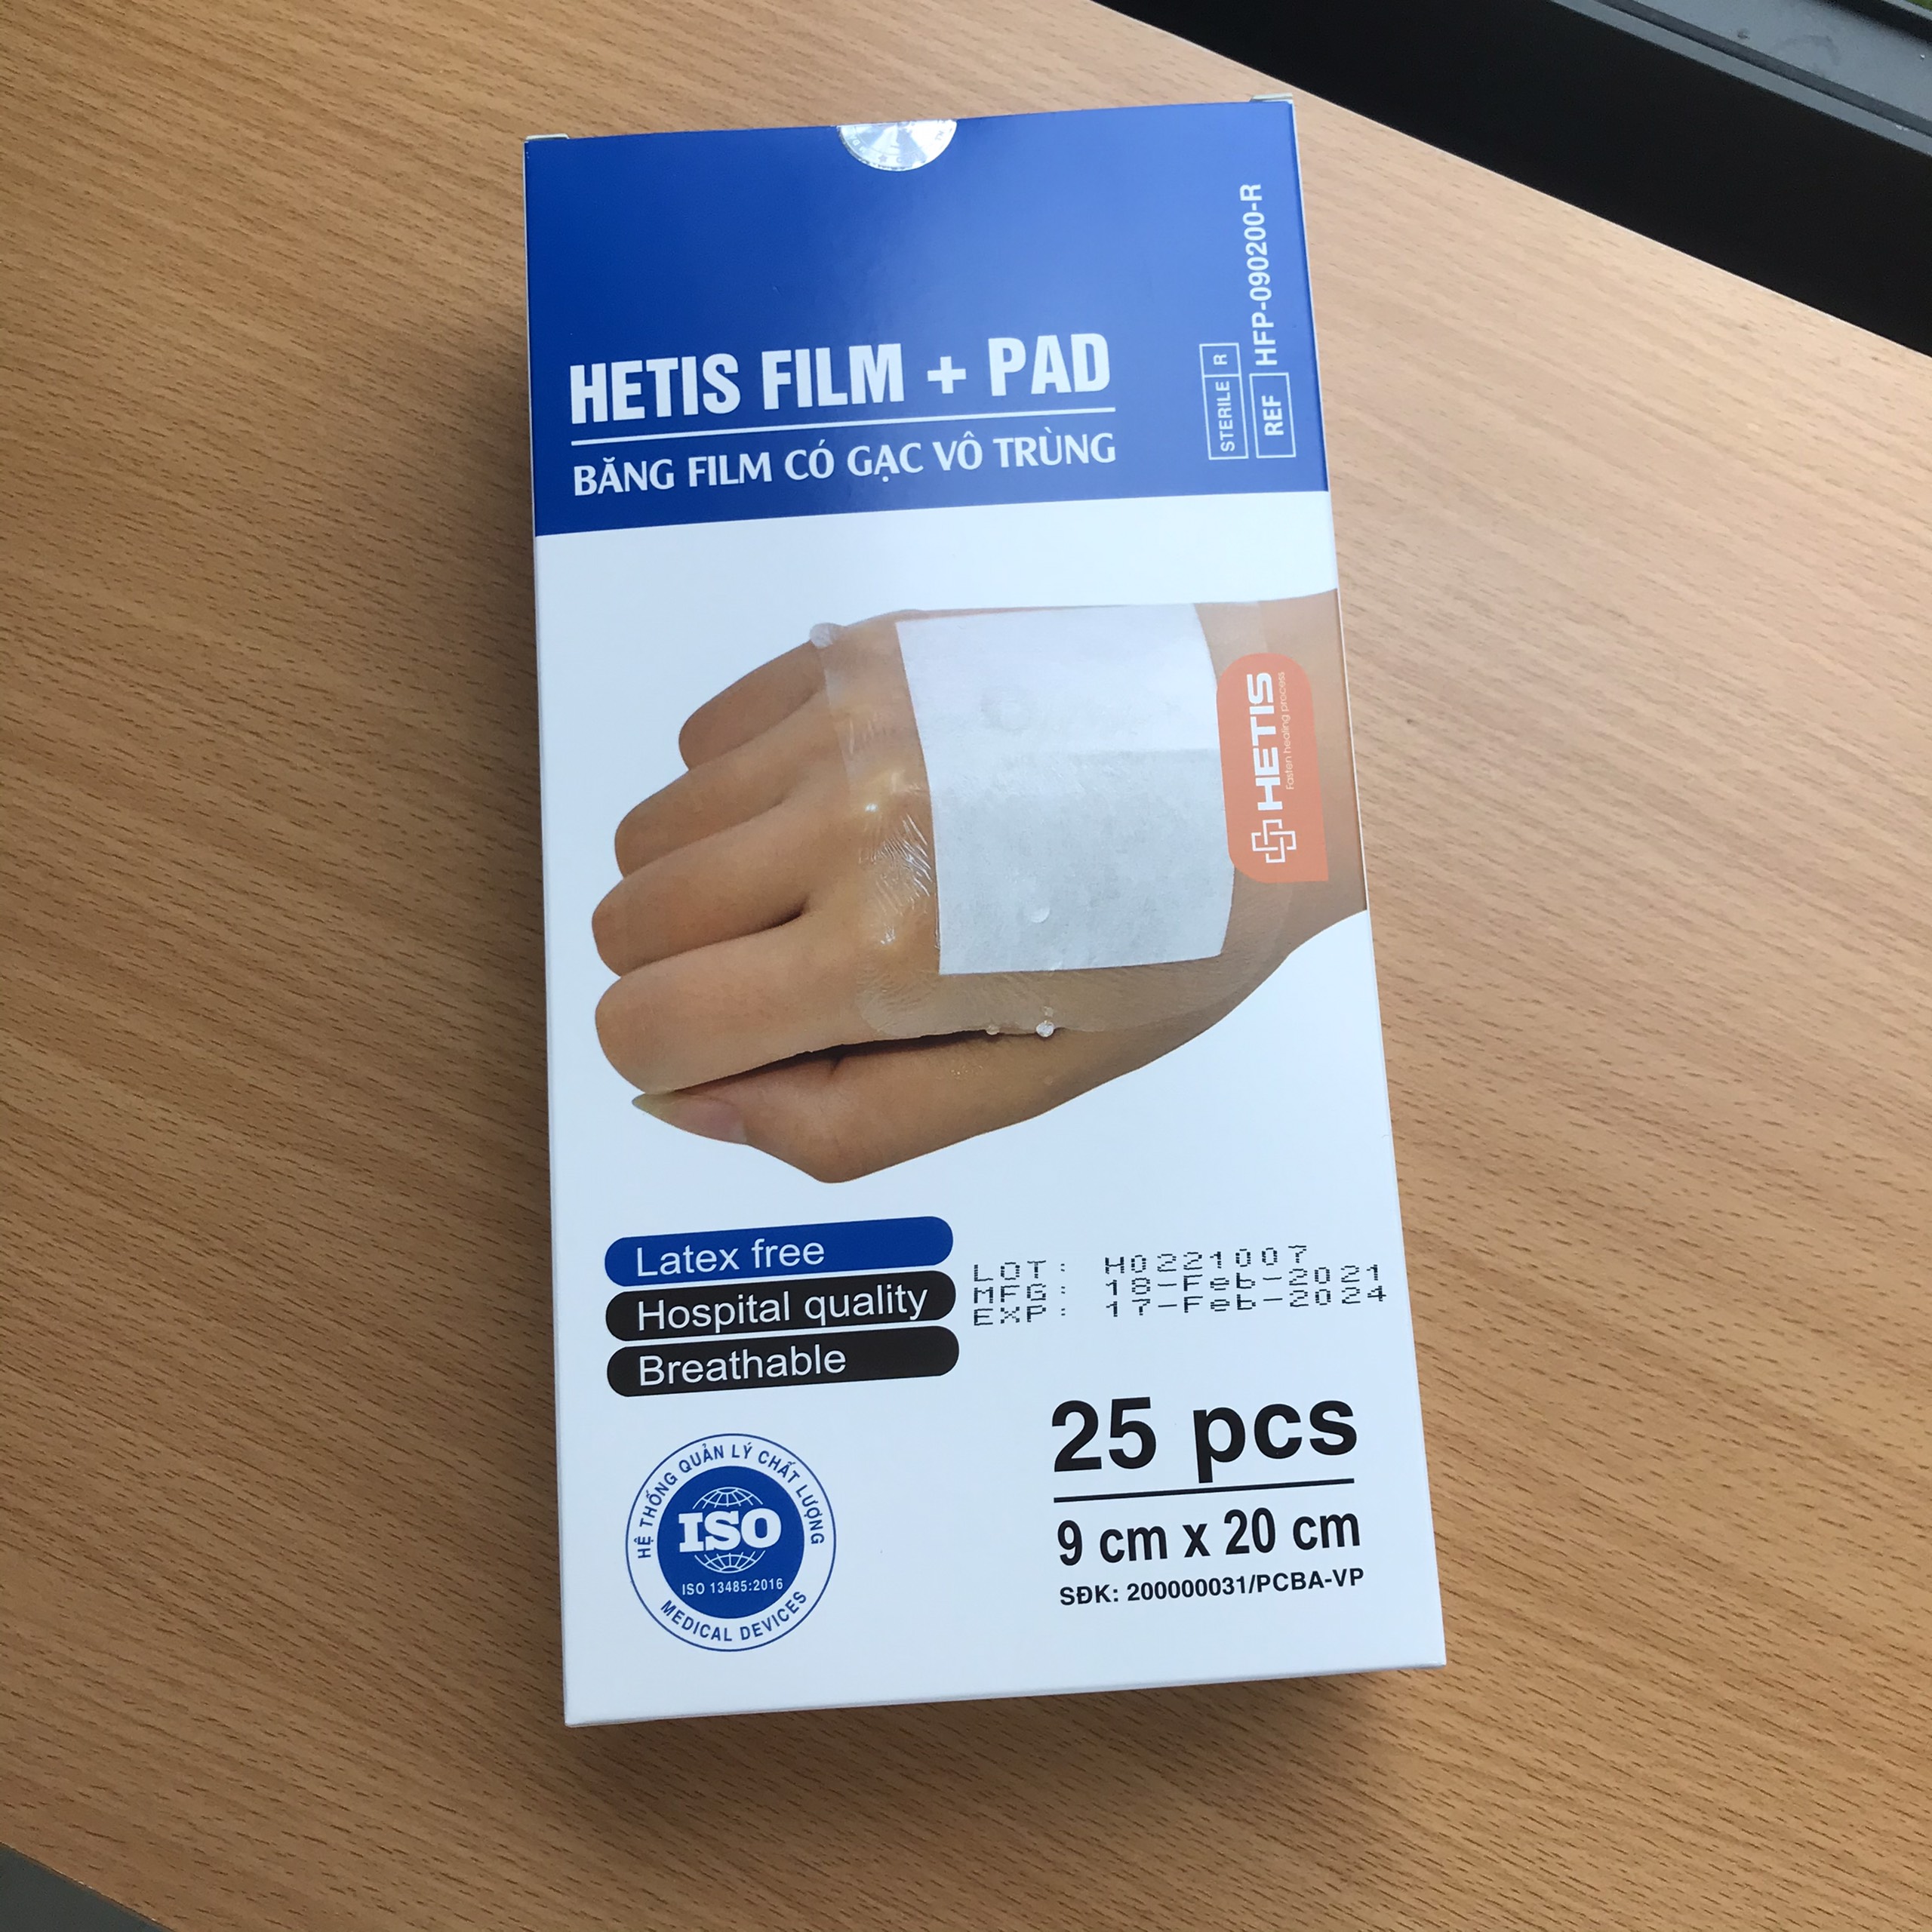 HETIS FILM + PAD
BĂNG FILM CÓ GẠC VÔ TRÙNG
STERILE R
REF HFP-090200-R
HETIS
Fasten healing process
Latex free
Hospital quality
Breathable
LOT: H0221007
MFG: 18-Feb-2021
EXP: 17-Feb-2024
25 pcs
9 cm x 20 cm
SĐK: 200000031/PCBA-VP
HỆ THỐNG QUẢN LÝ CHẤT LƯỢNG
ISO
ISO 13485:2016
MEDICAL DEVICES